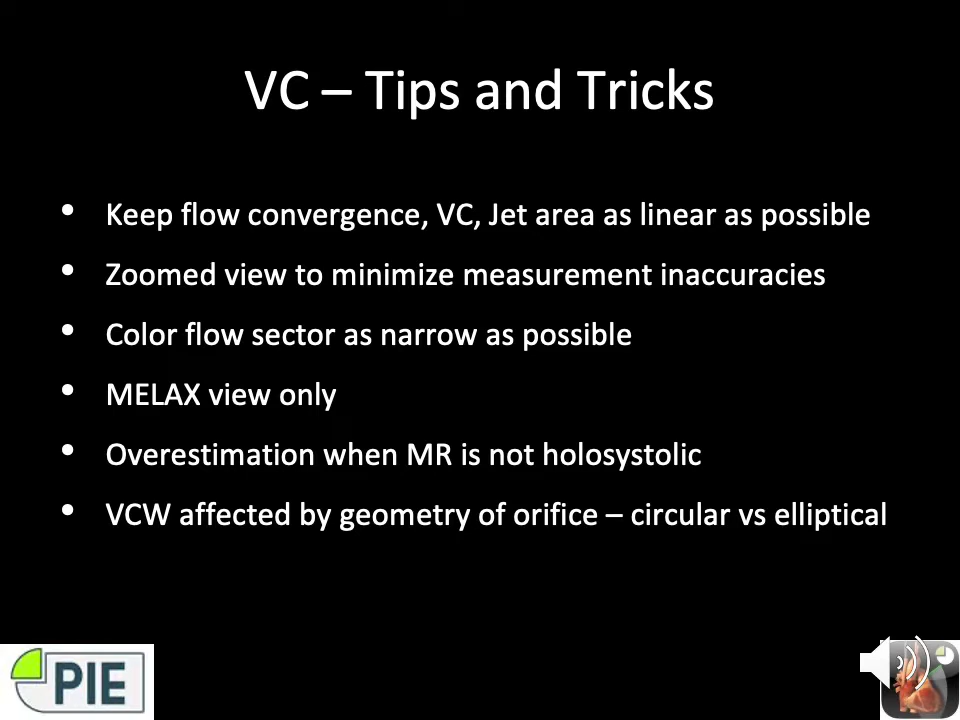 VC – Tips and Tricks
• Keep flow convergence, VC, Jet area as linear as possible
• Zoomed view to minimize measurement inaccuracies
• Color flow sector as narrow as possible
• MELAX view only
• Overestimation when MR is not holosystolic
• VCW affected by geometry of orifice – circular vs elliptical
PIE